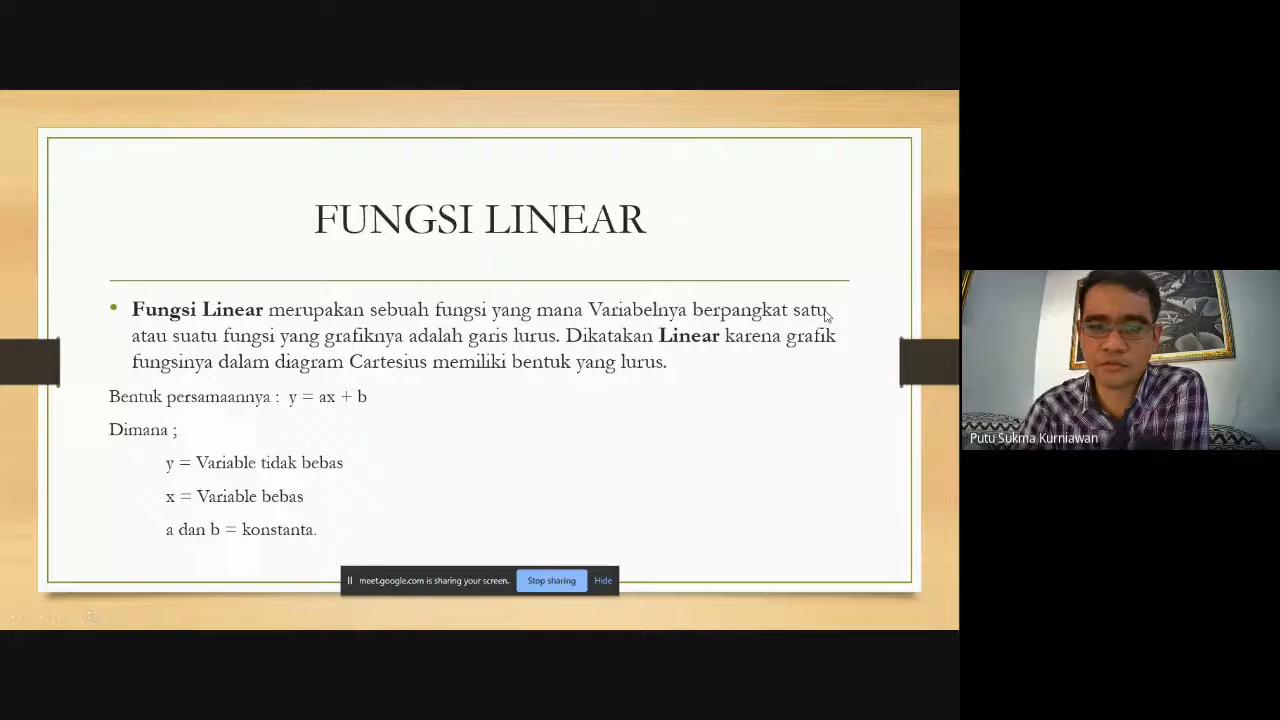 FUNGSI LINEAR
• Fungsi Linear merupakan sebuah fungsi yang mana Variabelnya berpangkat satu,
atau suatu fungsi yang grafiknya adalah garis lurus. Dikatakan Linear karena grafik
fungsinya dalam diagram Cartesius memiliki bentuk yang lurus.
Bentuk persamaannya : y = ax + b
Dimana ;
y = Variable tidak bebas
x = Variable bebas
a dan b = konstanta.
meet.google.com is sharing your screen. Stop sharing Hide
Putu Sukma Kurniawan